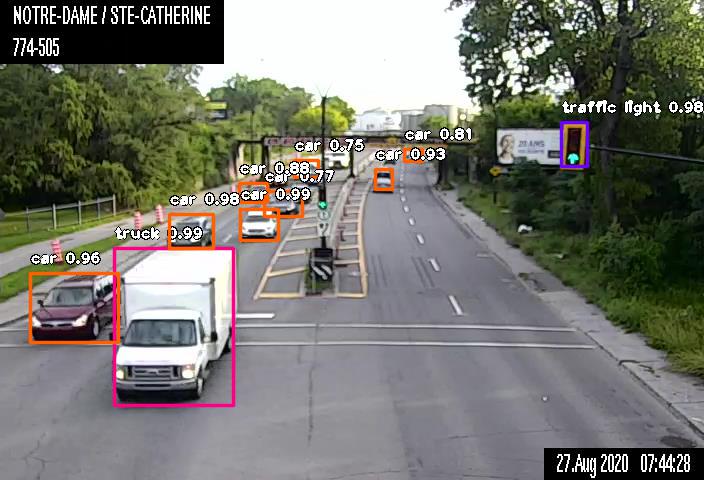 NOTRE-DAME / STE-CATHERINE
774-505
traffic light 0.98
car 0.81
car 0.75
car 0.93
car 0.88
car 0.77
car 0.99
car 0.98
truck 0.99
car 0.96
20 ANS
27.Aug 2020 07:44:28